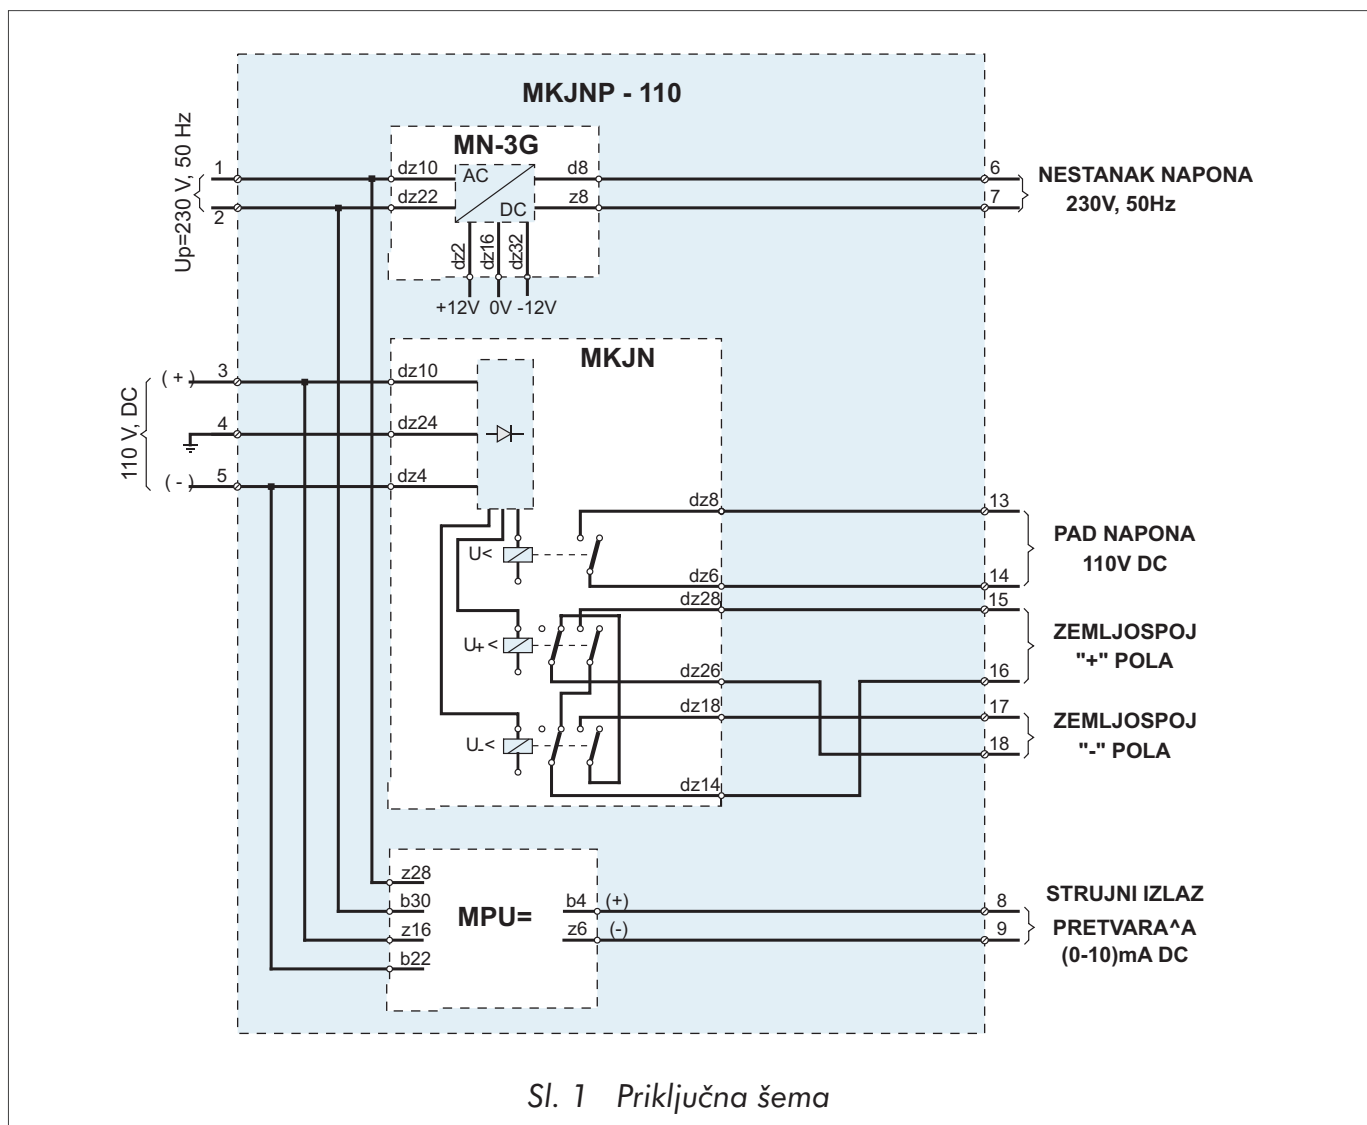 MKJNP - 110
MN-3G
Up=230 V, 50 Hz
1
2
dz10
dz22
AC
DC
d8
z8
6
7
NESTANAK NAPONA
230V, 50Hz
dz2
dz16
dz32
+12V 0V -12V
MKJN
110 V, DC
(+)
3
4
(-)
5
dz10
dz24
dz4
U<
U+<
U-<
dz8
dz6
dz28
dz26
dz18
dz14
13
14
15
16
17
18
PAD NAPONA
110V DC
ZEMLJOSPOJ
"+" POLA
ZEMLJOSPOJ
"-" POLA
z28
b30
z16
b22
MPU=
b4 (+)
z6 (-)
8
9
STRUJNI IZLAZ
PRETVARA^A
(0-10)mA DC
Sl. 1 Priključna šema